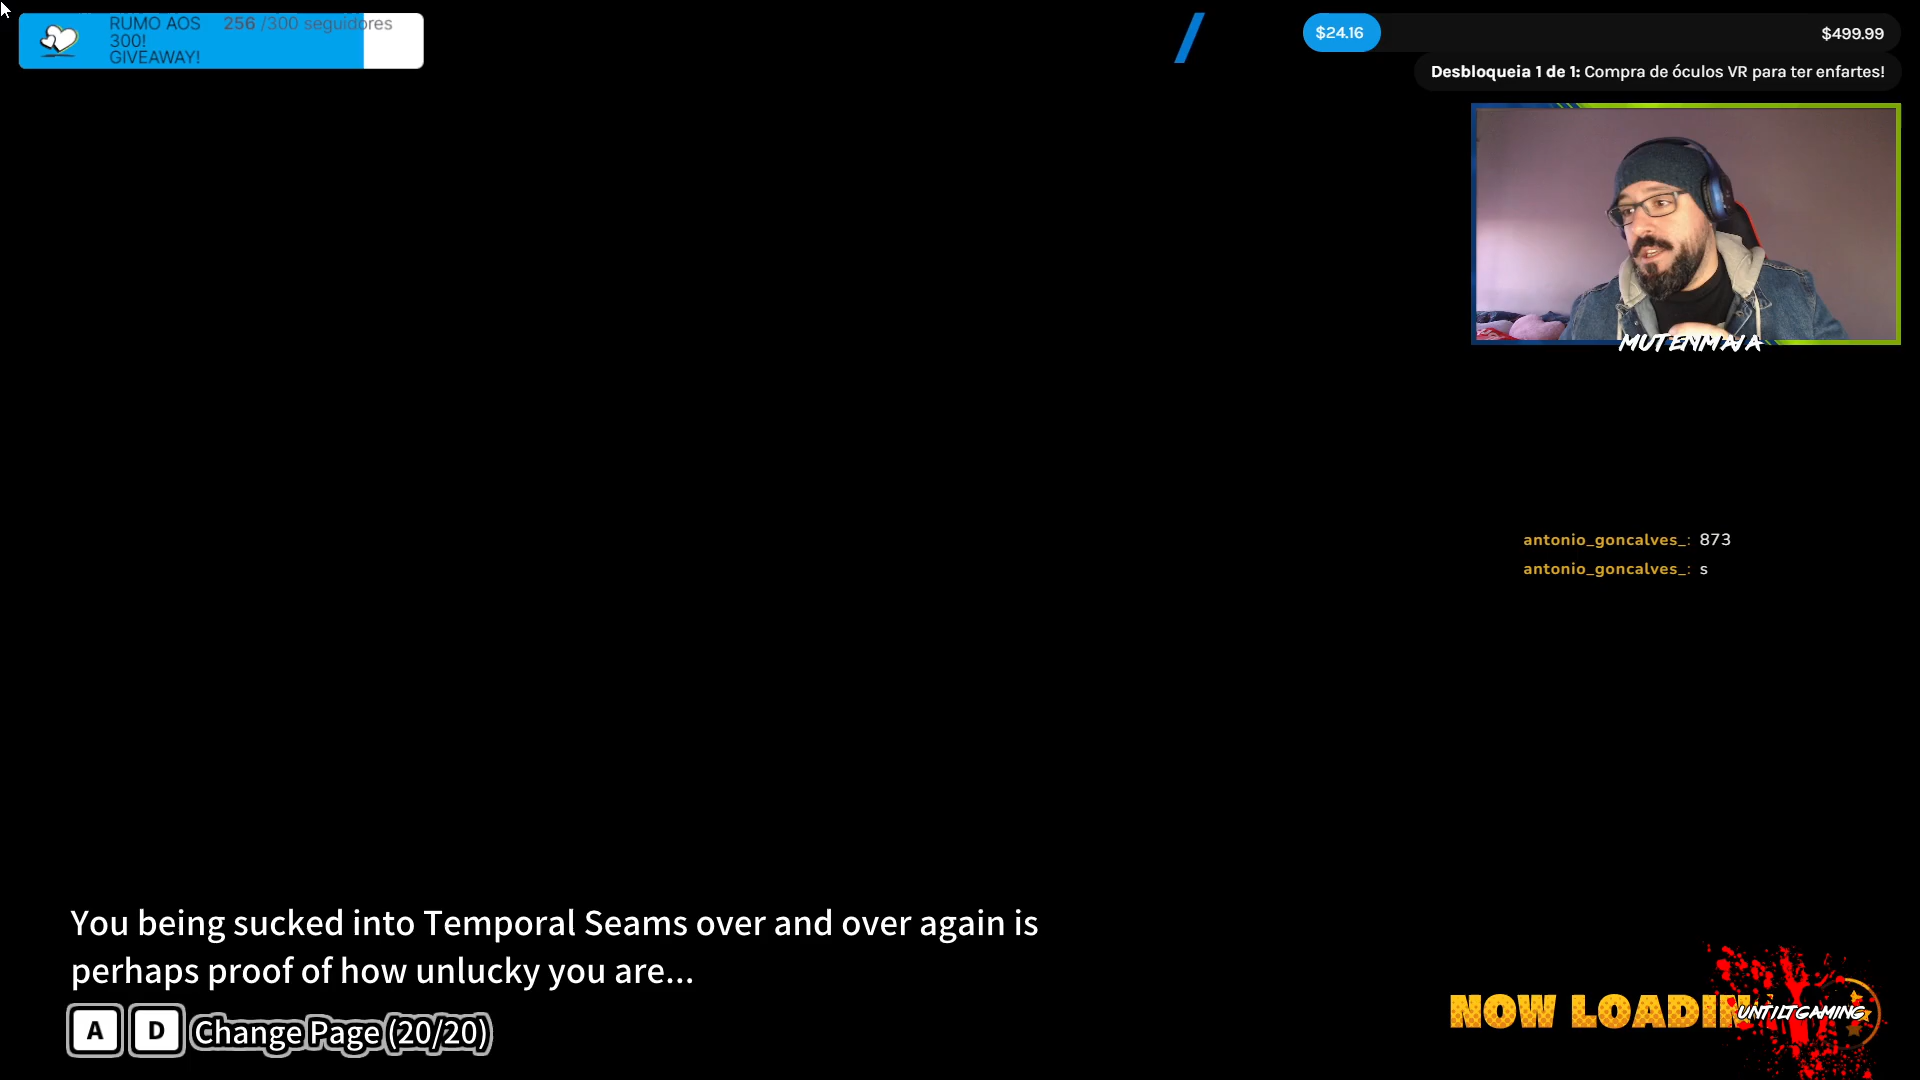 RUMO AOS 300! GIVEAWAY!
256 /300 seguidores
$24.16
$499.99
Desbloqueia 1 de 1: Compra de óculos VR para ter enfartes!
MUTENMAIA
antonio_goncalves_: 873
antonio_goncalves_: s
You being sucked into Temporal Seams over and over again is
perhaps proof of how unlucky you are...
A D Change Page (20/20)
NOW LOADIN
UNTILTGAMING